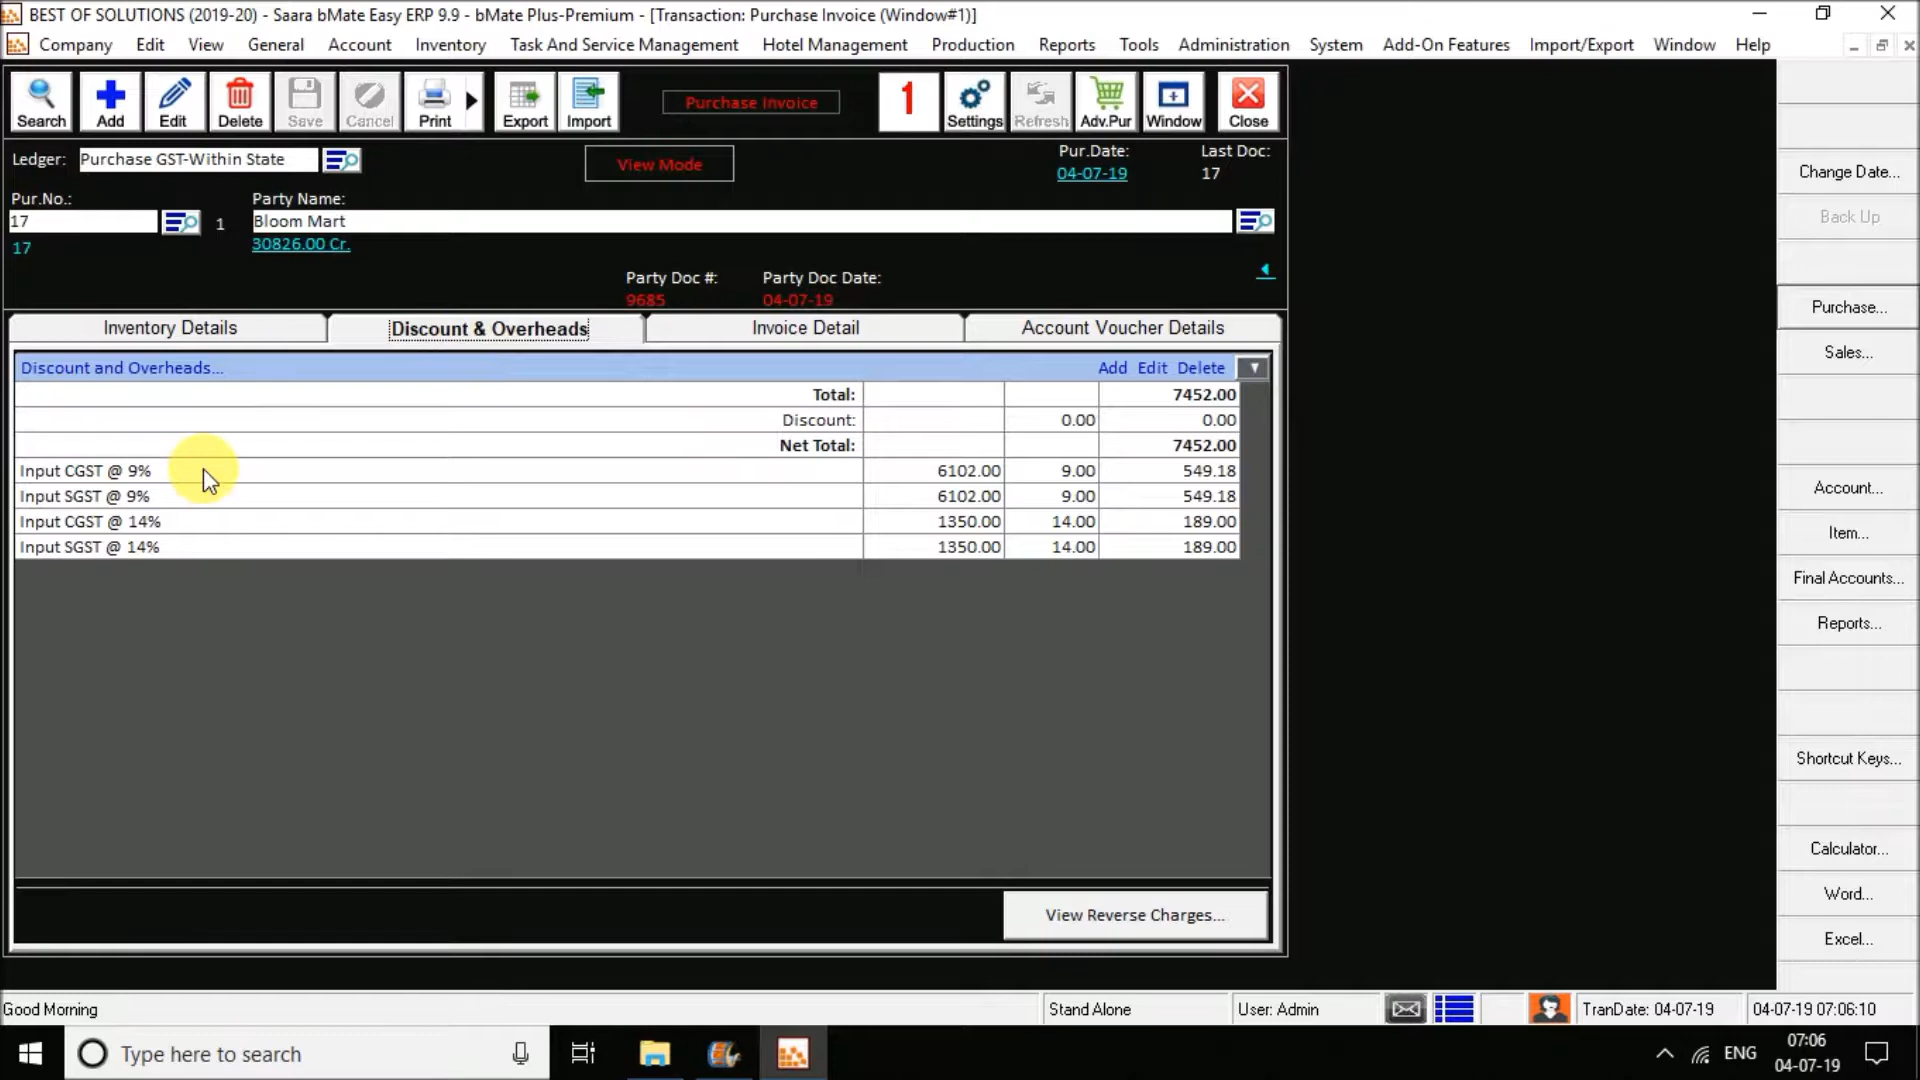 BEST OF SOLUTIONS (2019-20) - Saara bMate Easy ERP 9.9 - bMate Plus-Premium - [Transaction: Purchase Invoice (Window#1)]
Company Edit View General Account Inventory Task And Service Management Hotel Management Production Reports Tools Administration System Add-On Features Import/Export Window Help
Search Add Edit Delete Save Cancel Print Export Import Purchase Invoice 1 Settings Refresh Adv.Pur Window Close
Ledger: Purchase GST-Within State View Mode Pur.Date: Last Doc:
04-07-19 17
Pur.No.: Party Name:
17 1 Bloom Mart
17 30826.00 Cr.
Party Doc #: Party Doc Date:
9685 04-07-19
Inventory Details Discount & Overheads Invoice Detail Account Voucher Details
Discount and Overheads... Add Edit Delete
Total: 7452.00
Discount: 0.00 0.00
Net Total: 7452.00
Input CGST @ 9% 6102.00 9.00 549.18
Input SGST @ 9% 6102.00 9.00 549.18
Input CGST @ 14% 1350.00 14.00 189.00
Input SGST @ 14% 1350.00 14.00 189.00
View Reverse Charges...
Change Date...
Back Up
Purchase...
Sales...
Account...
Item...
Final Accounts...
Reports...
Shortcut Keys...
Calculator...
Word...
Excel...
Good Morning Stand Alone User: Admin TranDate: 04-07-19 04-07-19 07:06:10
Type here to search ENG 07:06
04-07-19